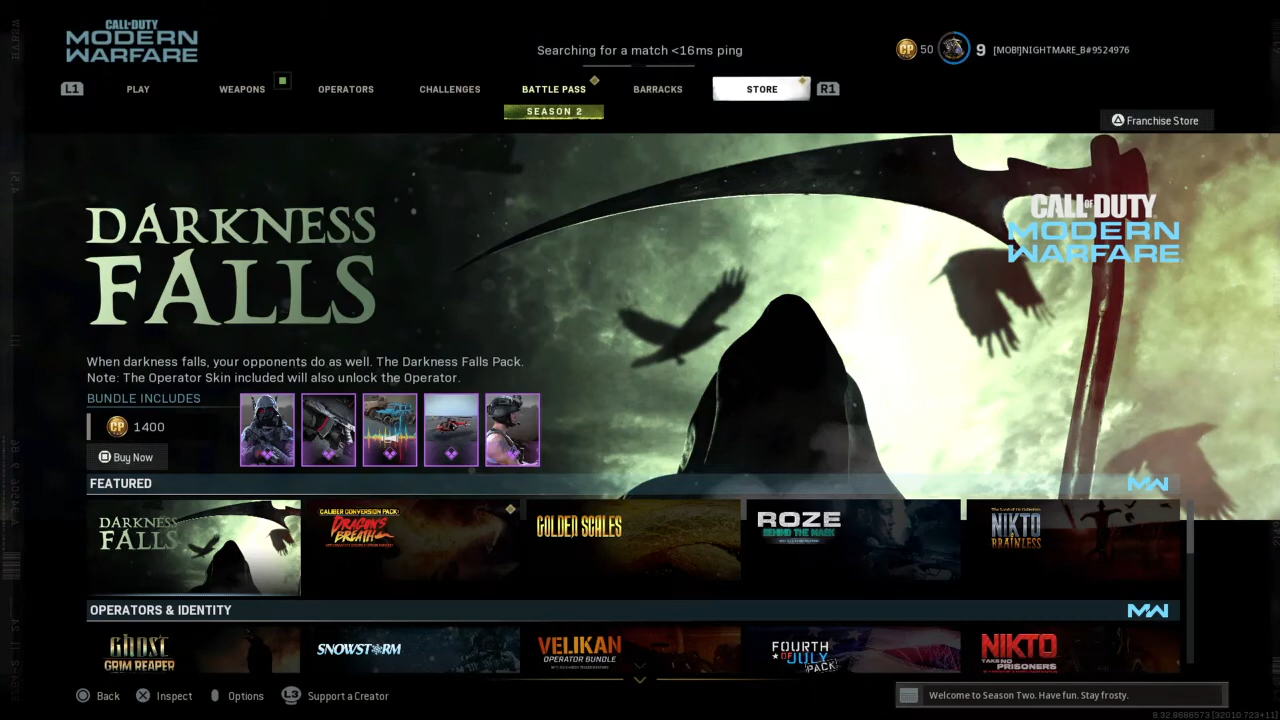 CALL OF DUTY
MODERN
WARFARE
Searching for a match <16ms ping
CP 50
9 [MOB!]NIGHTMARE_B#9524976
L1 PLAY WEAPONS OPERATORS CHALLENGES BATTLE PASS BARRACKS STORE R1
SEASON 2
Franchise Store
DARKNESS
FALLS
CALL OF DUTY
MODERN
WARFARE
When darkness falls, your opponents do as well. The Darkness Falls Pack.
Note: The Operator Skin included will also unlock the Operator.
BUNDLE INCLUDES
CP 1400
Buy Now
FEATURED
MW
DARKNESS
FALLS
CALIBER CONVERSION PACK:
DRAGON'S
BREATH
GOLDEN SCALES
ROZE
BEHIND THE MASK
NIKTO
BRAINLESS
OPERATORS & IDENTITY
MW
GHOST
GRIM REAPER
SNOWSTORM
VELIKAN
OPERATOR BUNDLE
FOURTH
OF JULY
PACK
NIKTO
TAKE NO
PRISONERS
Back Inspect Options L3 Support a Creator
Welcome to Season Two. Have fun. Stay frosty.